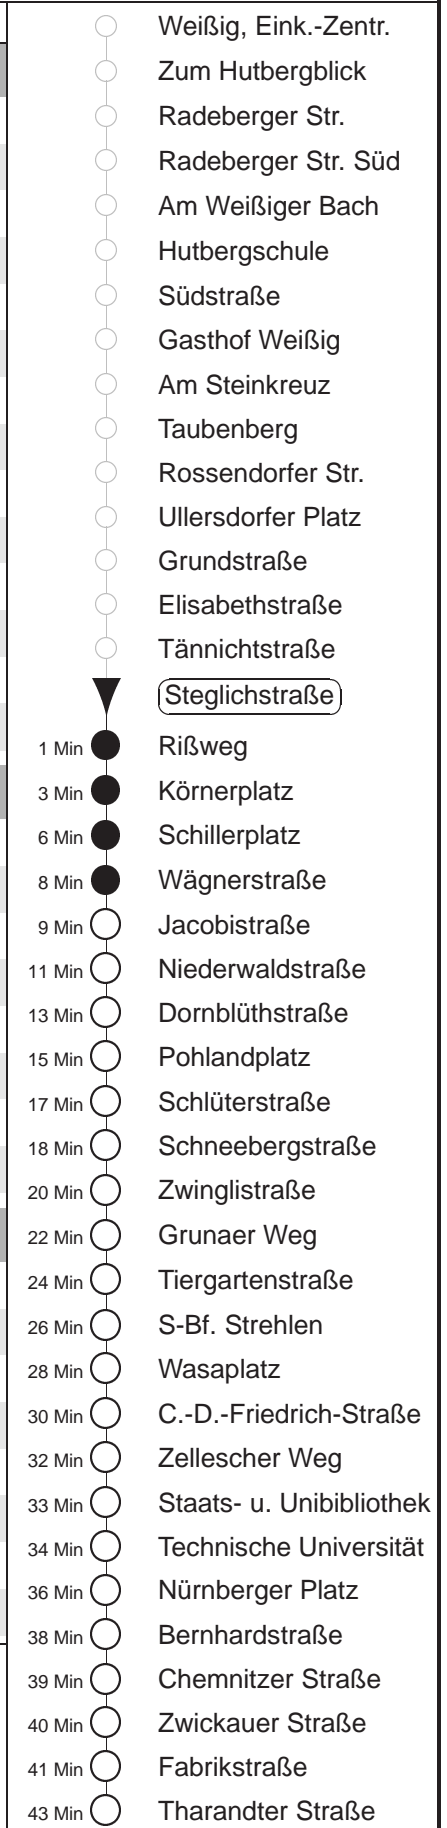 Weißig, Eink.-Zentr.
Zum Hutbergblick
Radeberger Str.
Radeberger Str. Süd
Am Weißiger Bach
Hutbergschule
Südstraße
Gasthof Weißig
Am Steinkreuz
Taubenberg
Rossendorfer Str.
Ullersdorfer Platz
Grundstraße
Elisabethstraße
Tännichtstraße
Steglichstraße
1 Min Rißweg
3 Min Körnerplatz
6 Min Schillerplatz
8 Min Wägnerstraße
9 Min Jacobistraße
11 Min Niederwaldstraße
13 Min Dornblüthstraße
15 Min Pohlandplatz
17 Min Schlüterstraße
18 Min Schneebergstraße
20 Min Zwinglistraße
22 Min Grunaer Weg
24 Min Tiergartenstraße
26 Min S-Bf. Strehlen
28 Min Wasaplatz
30 Min C.-D.-Friedrich-Straße
32 Min Zellescher Weg
33 Min Staats- u. Unibibliothek
34 Min Technische Universität
36 Min Nürnberger Platz
38 Min Bernhardstraße
39 Min Chemnitzer Straße
40 Min Zwickauer Straße
41 Min Fabrikstraße
43 Min Tharandter Straße